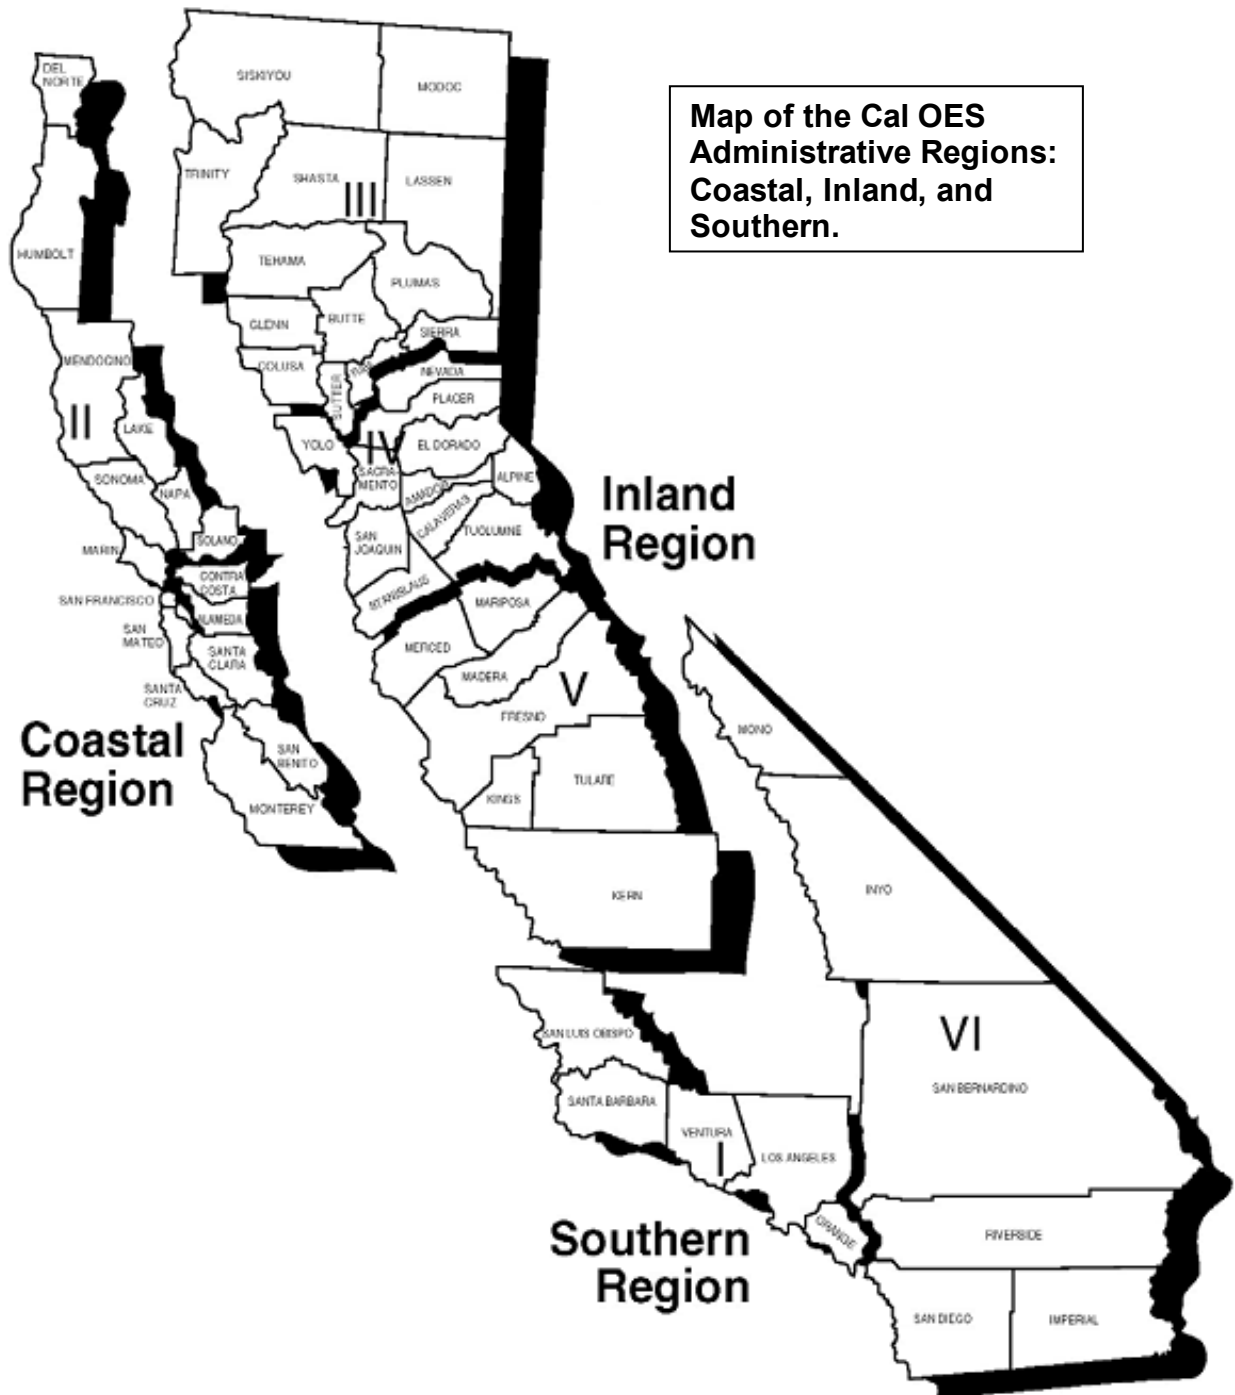 Map of the Cal OES
Administrative Regions:
Coastal, Inland, and
Southern.
DEL
NORTE
HUMBOLT
MENDOCINO
II
LAKE
SONOMA
NAPA
SOLANO
MARIN
CONTRA
COSTA
SAN FRANCISCO
ALAMEDA
SAN
MATEO
SANTA
CLARA
SANTA
CRUZ
SAN
BENITO
MONTEREY
Coastal
Region
SISKIYOU
MODOC
TRINITY
SHASTA
III
LASSEN
TEHAMA
PLUMAS
GLENN
BUTTE
SIERRA
COLUSA
SUTTER
NEVADA
PLACER
YOLO
IV
EL DORADO
SACRA-
MENTO
AMADOR
ALPINE
CALAVERAS
SAN
JOAQUIN
TUOLUMNE
STANISLAUS
MARIPOSA
MERCED
MADERA
V
FRESNO
KINGS
TULARE
KERN
Inland
Region
MONO
INYO
VI
SAN BERNARDINO
SAN LUIS OBISPO
SANTA BARBARA
VENTURA
I
LOS ANGELES
ORANGE
RIVERSIDE
SAN DIEGO
IMPERIAL
Southern
Region